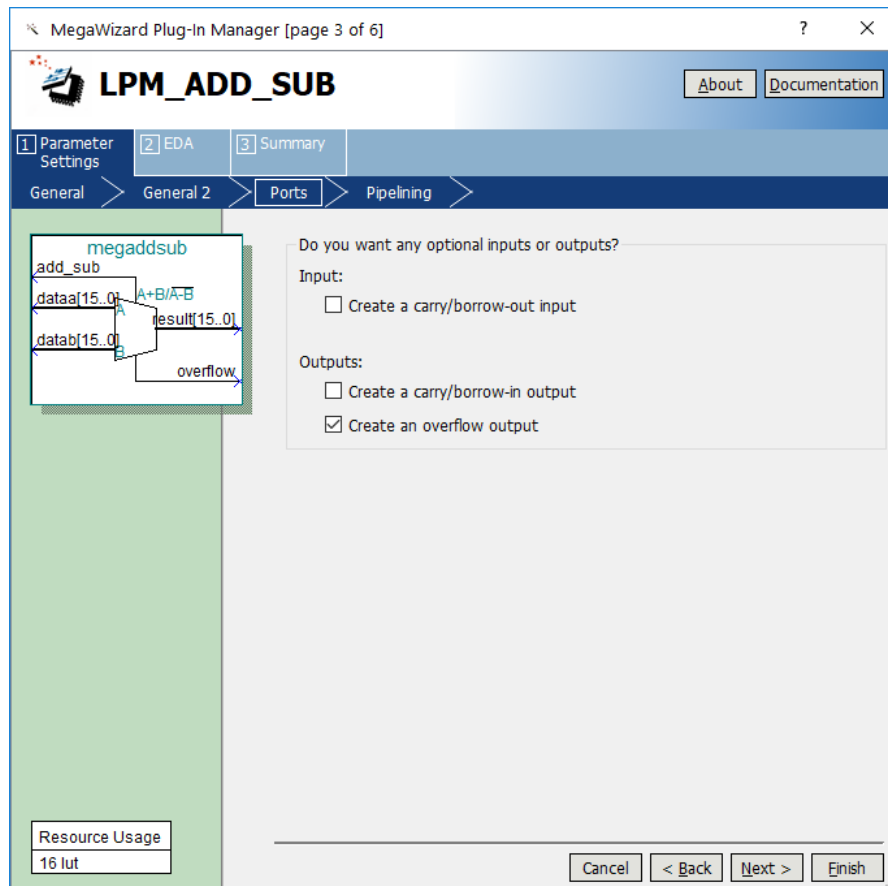 MegaWizard Plug-In Manager [page 3 of 6]
?
LPM_ADD_SUB
About
Documentation
1 Parameter Settings
2 EDA
3 Summary
General
General 2
Ports
Pipelining
megaddsub
add_sub
A+B/A-B
dataa[15..0]
A
result[15..0]
datab[15..0]
B
overflow
Do you want any optional inputs or outputs?
Input:
Create a carry/borrow-out input
Outputs:
Create a carry/borrow-in output
Create an overflow output
Resource Usage
16 lut
Cancel
< Back
Next >
Finish